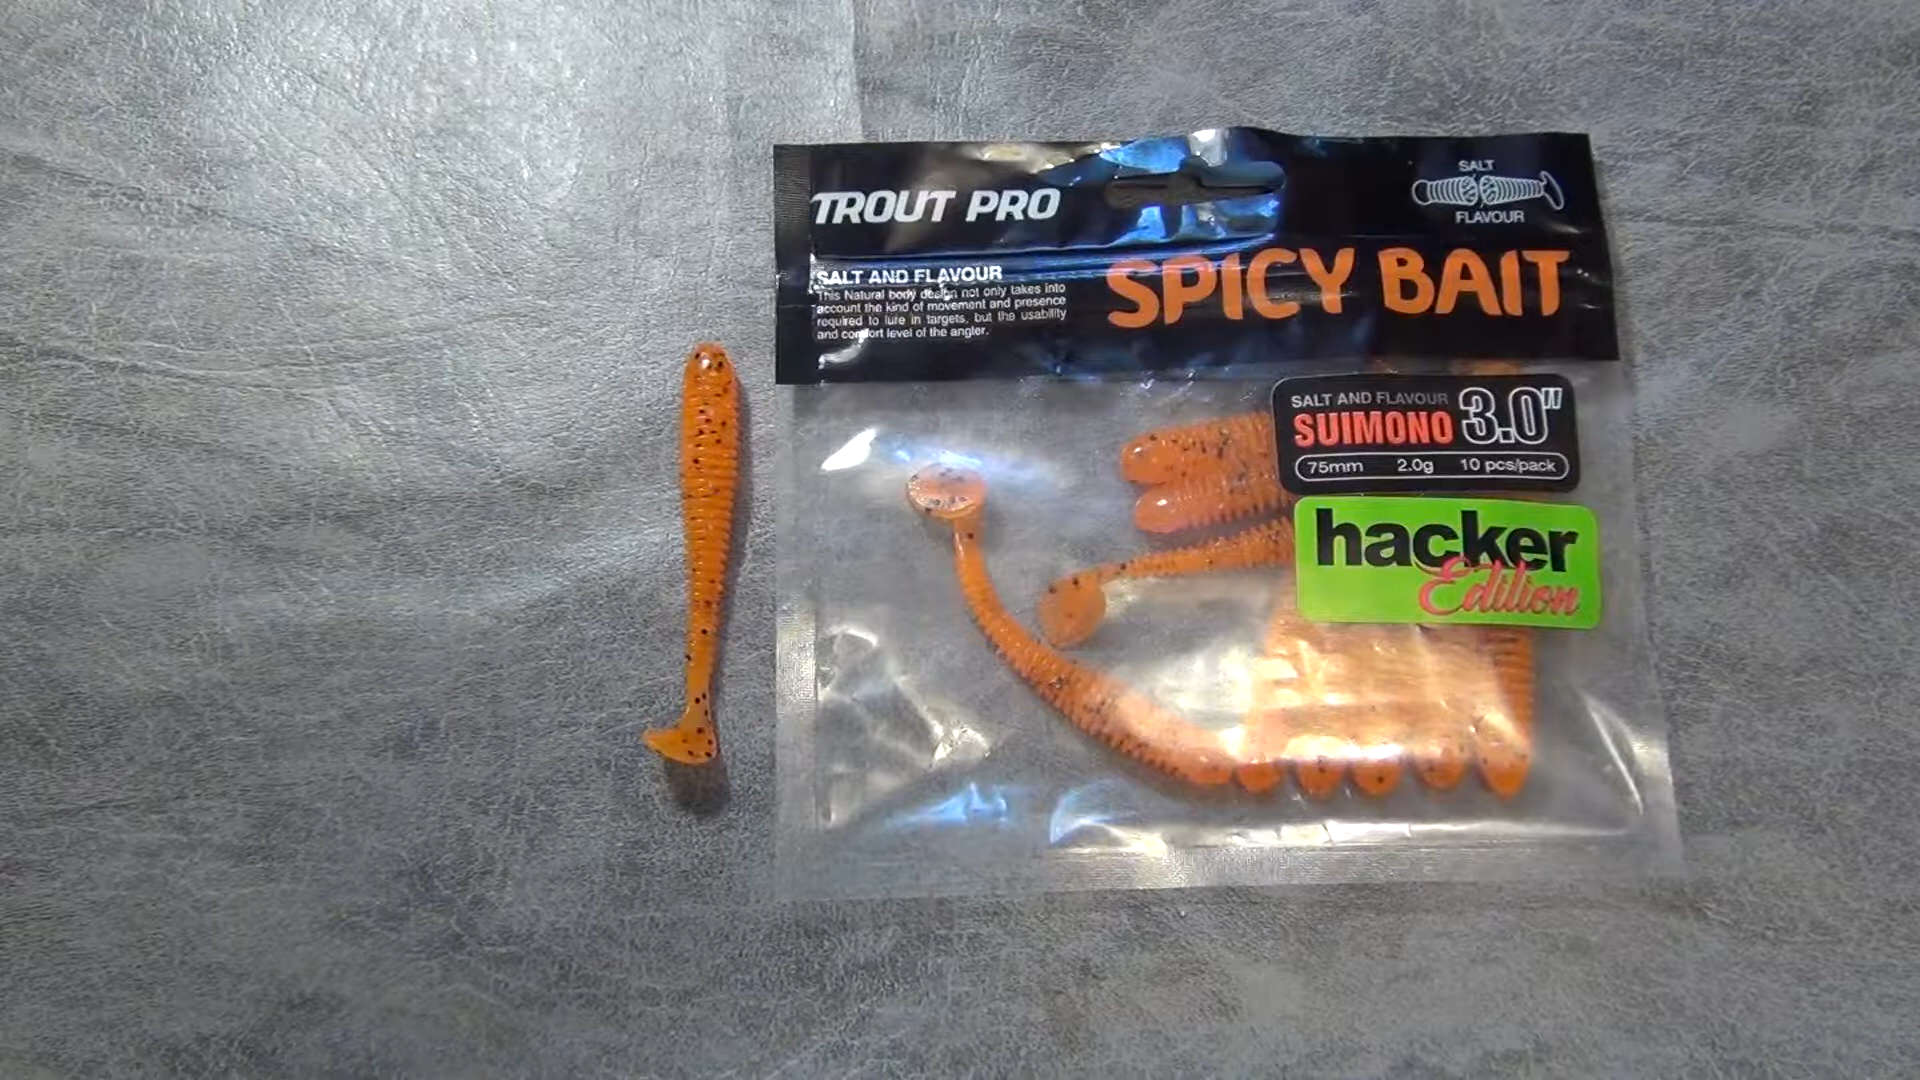 TROUT PRO
SALT
FLAVOUR
SALT AND FLAVOUR
This Natural body design not only takes into
account the kind of movement and presence
required to lure in targets, but the usability
and comfort level of the angler.
SPICY BAIT
SALT AND FLAVOUR
SUIMONO 3.0"
75mm 2.0g 10 pcs/pack
hacker
Edition